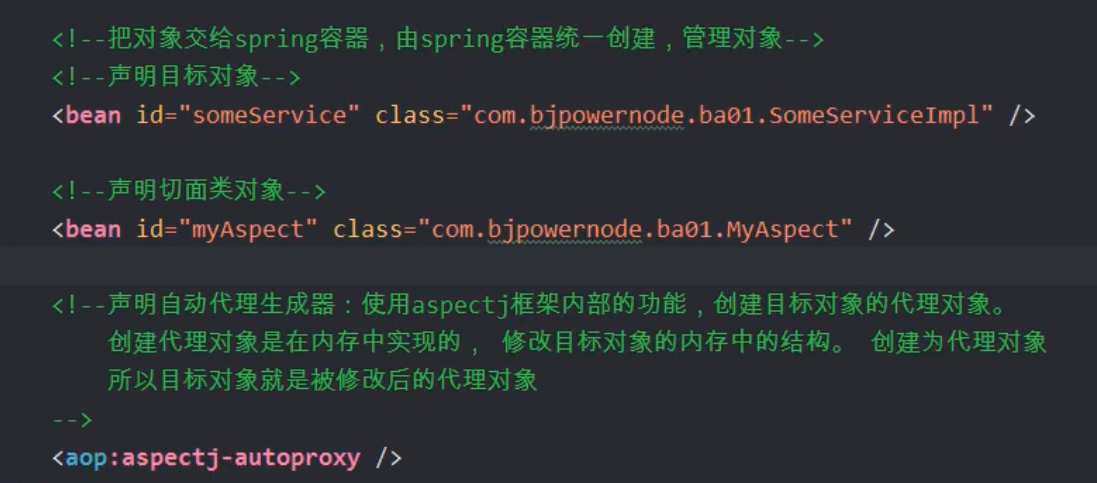 <!--把对象交给spring容器，由spring容器统一创建，管理对象-->
<!--声明目标对象-->
<bean id="someService" class="com.bjpowernode.ba01.SomeServiceImpl" />
<!--声明切面类对象-->
<bean id="myAspect" class="com.bjpowernode.ba01.MyAspect" />
<!--声明自动代理生成器：使用aspectj框架内部的功能，创建目标对象的代理对象。
创建代理对象是在内存中实现的， 修改目标对象的内存中的结构。 创建为代理对象
所以目标对象就是被修改后的代理对象
-->
<aop:aspectj-autoproxy />